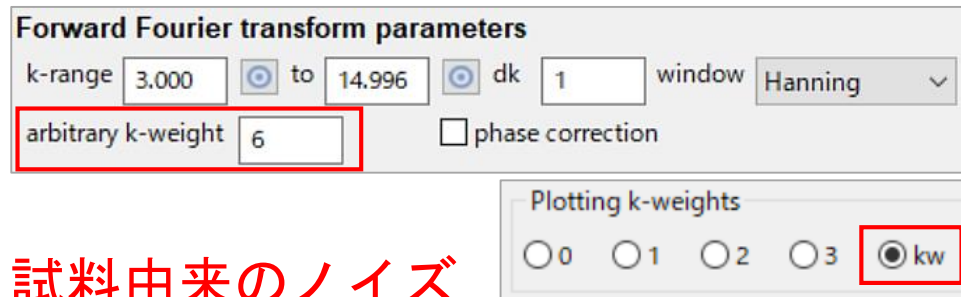 Forward Fourier transform parameters
k-range 3.000 to 14.996 dk 1 window Hanning
arbitrary k-weight 6 phase correction
Plotting k-weights
0 1 2 3 kw
試料由来のノイズ